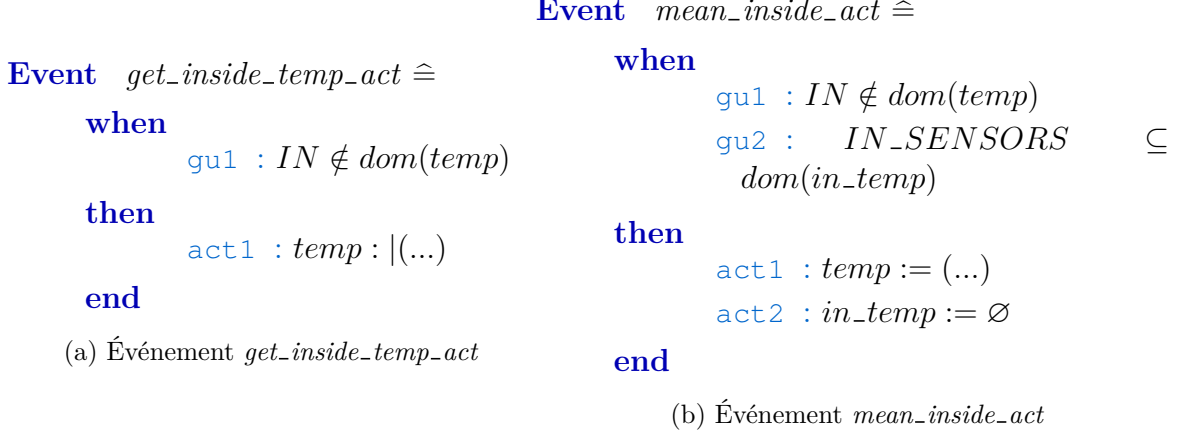 Event get_inside_temp_act ≙
when
gu1 : IN ∉ dom(temp)
then
act1 : temp : |(...)
end
(a) Événement get_inside_temp_act
Event mean_inside_act ≙
when
gu1 : IN ∉ dom(temp)
gu2 : IN_SENSORS ⊆
dom(in_temp)
then
act1 : temp := (...)
act2 : in_temp := ∅
end
(b) Événement mean_inside_act